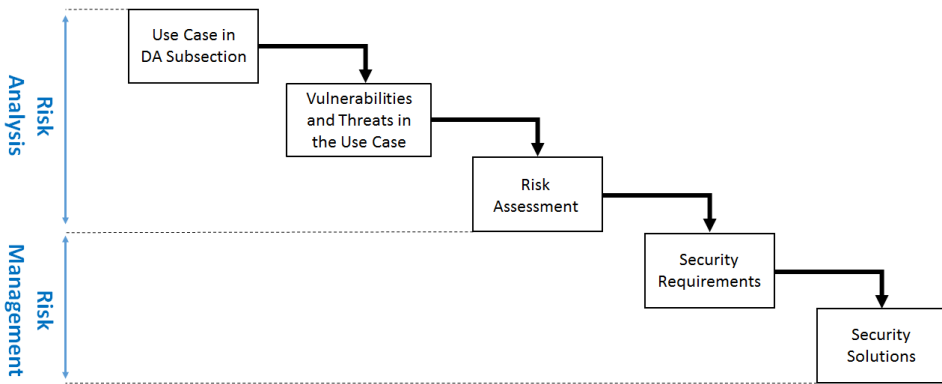 Use Case in
DA Subsection
Vulnerabilities
and Threats in
the Use Case
Risk
Assessment
Security
Requirements
Security
Solutions
Risk
Analysis
Risk
Management